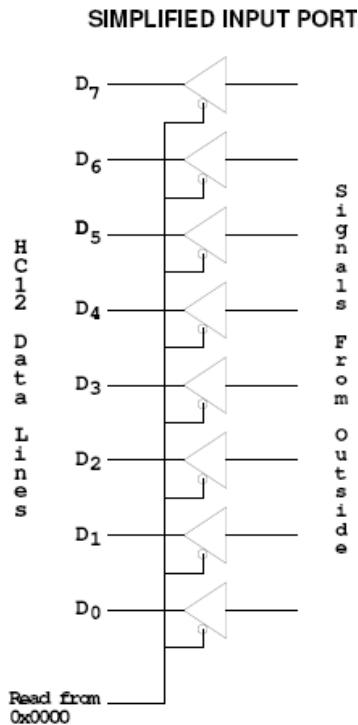 SIMPLIFIED INPUT PORT
D7
D6
D5
D4
D3
D2
D1
D0
HC12 Data Lines
Signals From Outside
Read from
0x0000